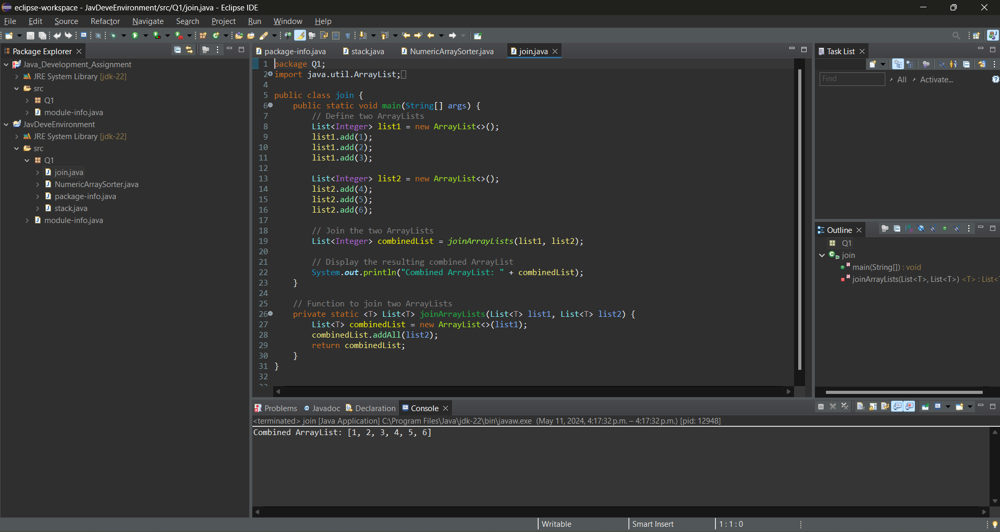 eclipse-workspace - JavDeveEnvironment/src/Q1/join.java - Eclipse IDE
File Edit Source Refactor Navigate Search Project Run Window Help
Package Explorer
Java_Development_Assignment
JRE System Library [jdk-22]
src
Q1
module-info.java
JavDeveEnvironment
JRE System Library [jdk-22]
src
Q1
join.java
NumericArraySorter.java
package-info.java
stack.java
module-info.java
package-info.java stack.java NumericArraySorter.java join.java
1 package Q1;
2 import java.util.ArrayList;
4
5 public class join {
6 public static void main(String[] args) {
7 // Define two ArrayLists
8 List<Integer> list1 = new ArrayList<>();
9 list1.add(1);
10 list1.add(2);
11 list1.add(3);
12
13 List<Integer> list2 = new ArrayList<>();
14 list2.add(4);
15 list2.add(5);
16 list2.add(6);
17
18 // Join the two ArrayLists
19 List<Integer> combinedList = joinArrayLists(list1, list2);
20
21 // Display the resulting combined ArrayList
22 System.out.println("Combined ArrayList: " + combinedList);
23 }
24
25 // Function to join two ArrayLists
26 private static <T> List<T> joinArrayLists(List<T> list1, List<T> list2) {
27 List<T> combinedList = new ArrayList<>(list1);
28 combinedList.addAll(list2);
29 return combinedList;
30 }
31 }
32
Task List
Find All Activate...
Outline
Q1
join
main(String[]) : void
joinArrayLists(List<T>, List<T>) <T> : List<
Problems Javadoc Declaration Console
<terminated> join [Java Application] C:\Program Files\Java\jdk-22\bin\javaw.exe (May 11, 2024, 4:17:32 p.m. – 4:17:32 p.m.) [pid: 12948]
Combined ArrayList: [1, 2, 3, 4, 5, 6]
Writable Smart Insert 1 : 1 : 0